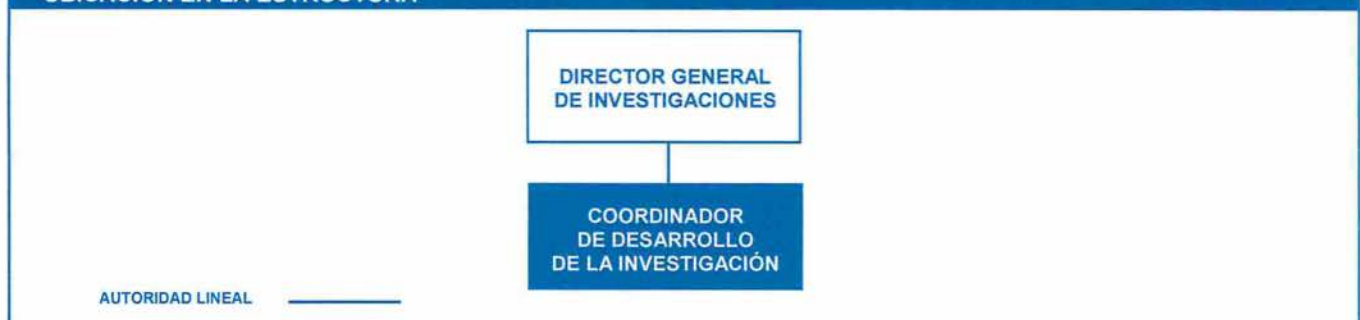 DIRECTOR GENERAL
DE INVESTIGACIONES
COORDINADOR
DE DESARROLLO
DE LA INVESTIGACIÓN
AUTORIDAD LINEAL